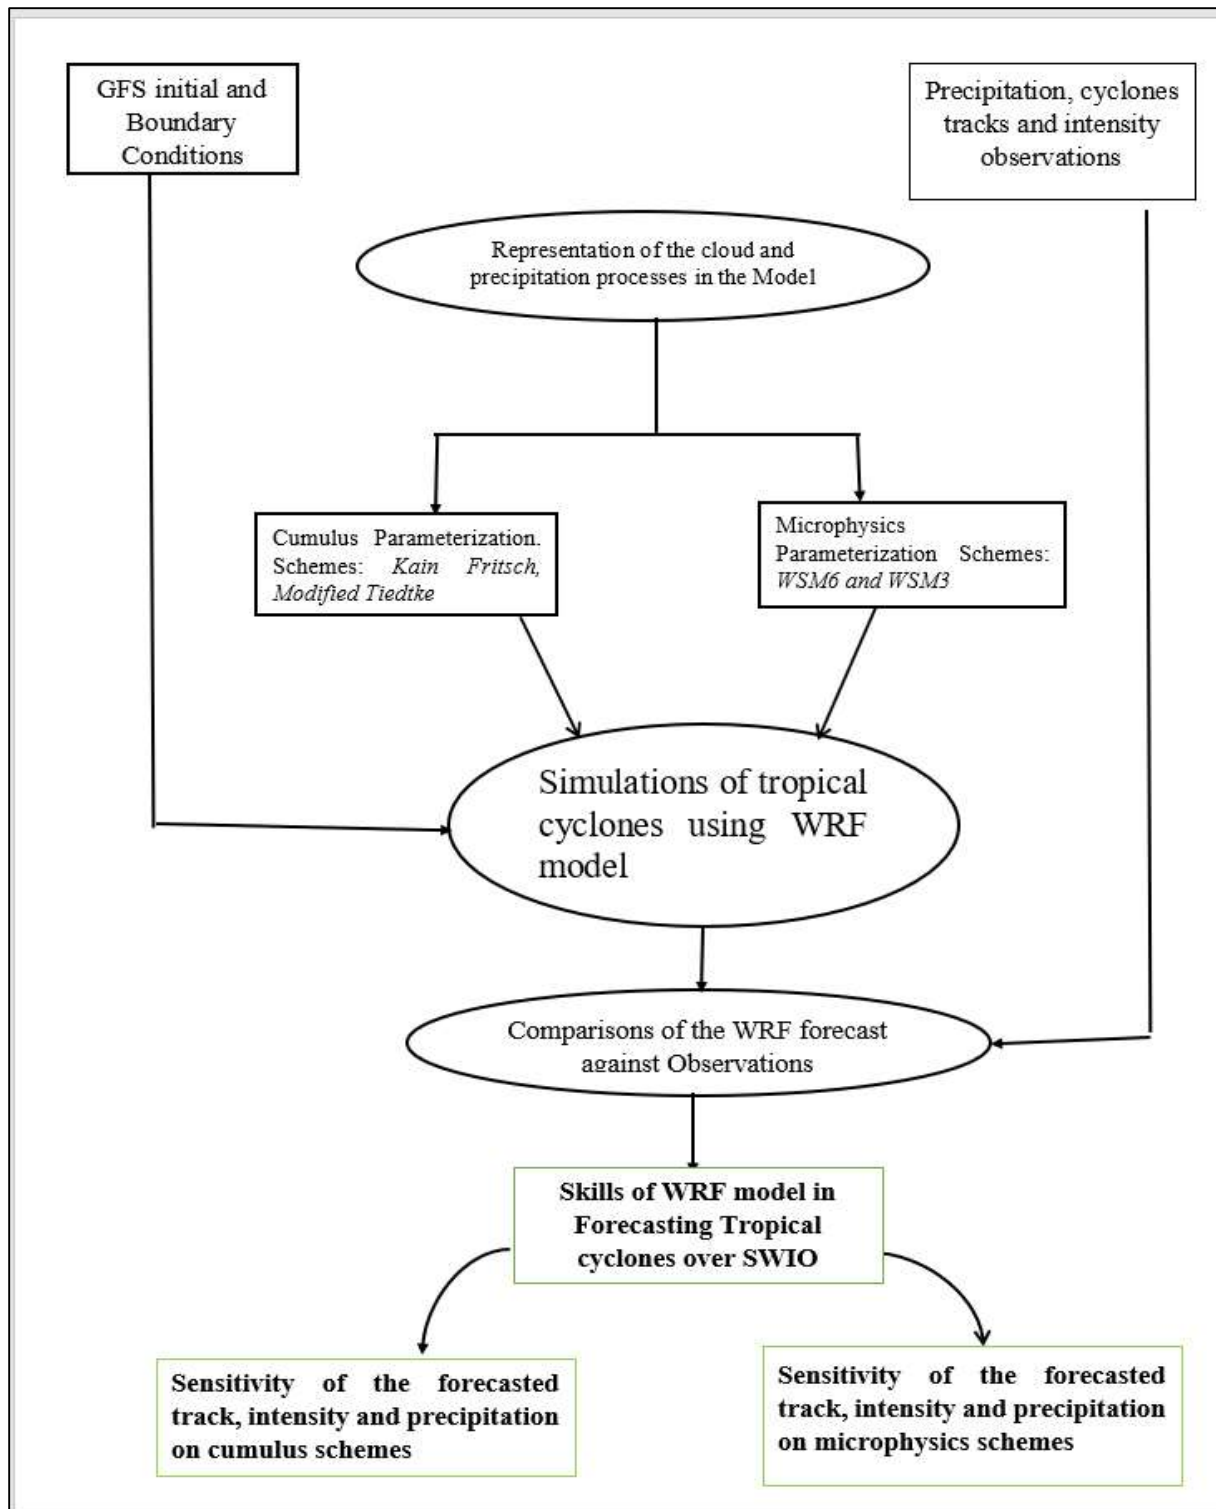 GFS initial and
Boundary
Conditions
Precipitation, cyclones
tracks and intensity
observations
Representation of the cloud and
precipitation processes in the Model
Cumulus Parameterization.
Schemes: Kain Fritsch,
Modified Tiedtke
Microphysics
Parameterization Schemes:
WSM6 and WSM3
Simulations of tropical
cyclones using WRF
model
Comparisons of the WRF forecast
against Observations
Skills of WRF model in
Forecasting Tropical
cyclones over SWIO
Sensitivity of the forecasted
track, intensity and precipitation
on cumulus schemes
Sensitivity of the forecasted
track, intensity and precipitation
on microphysics schemes